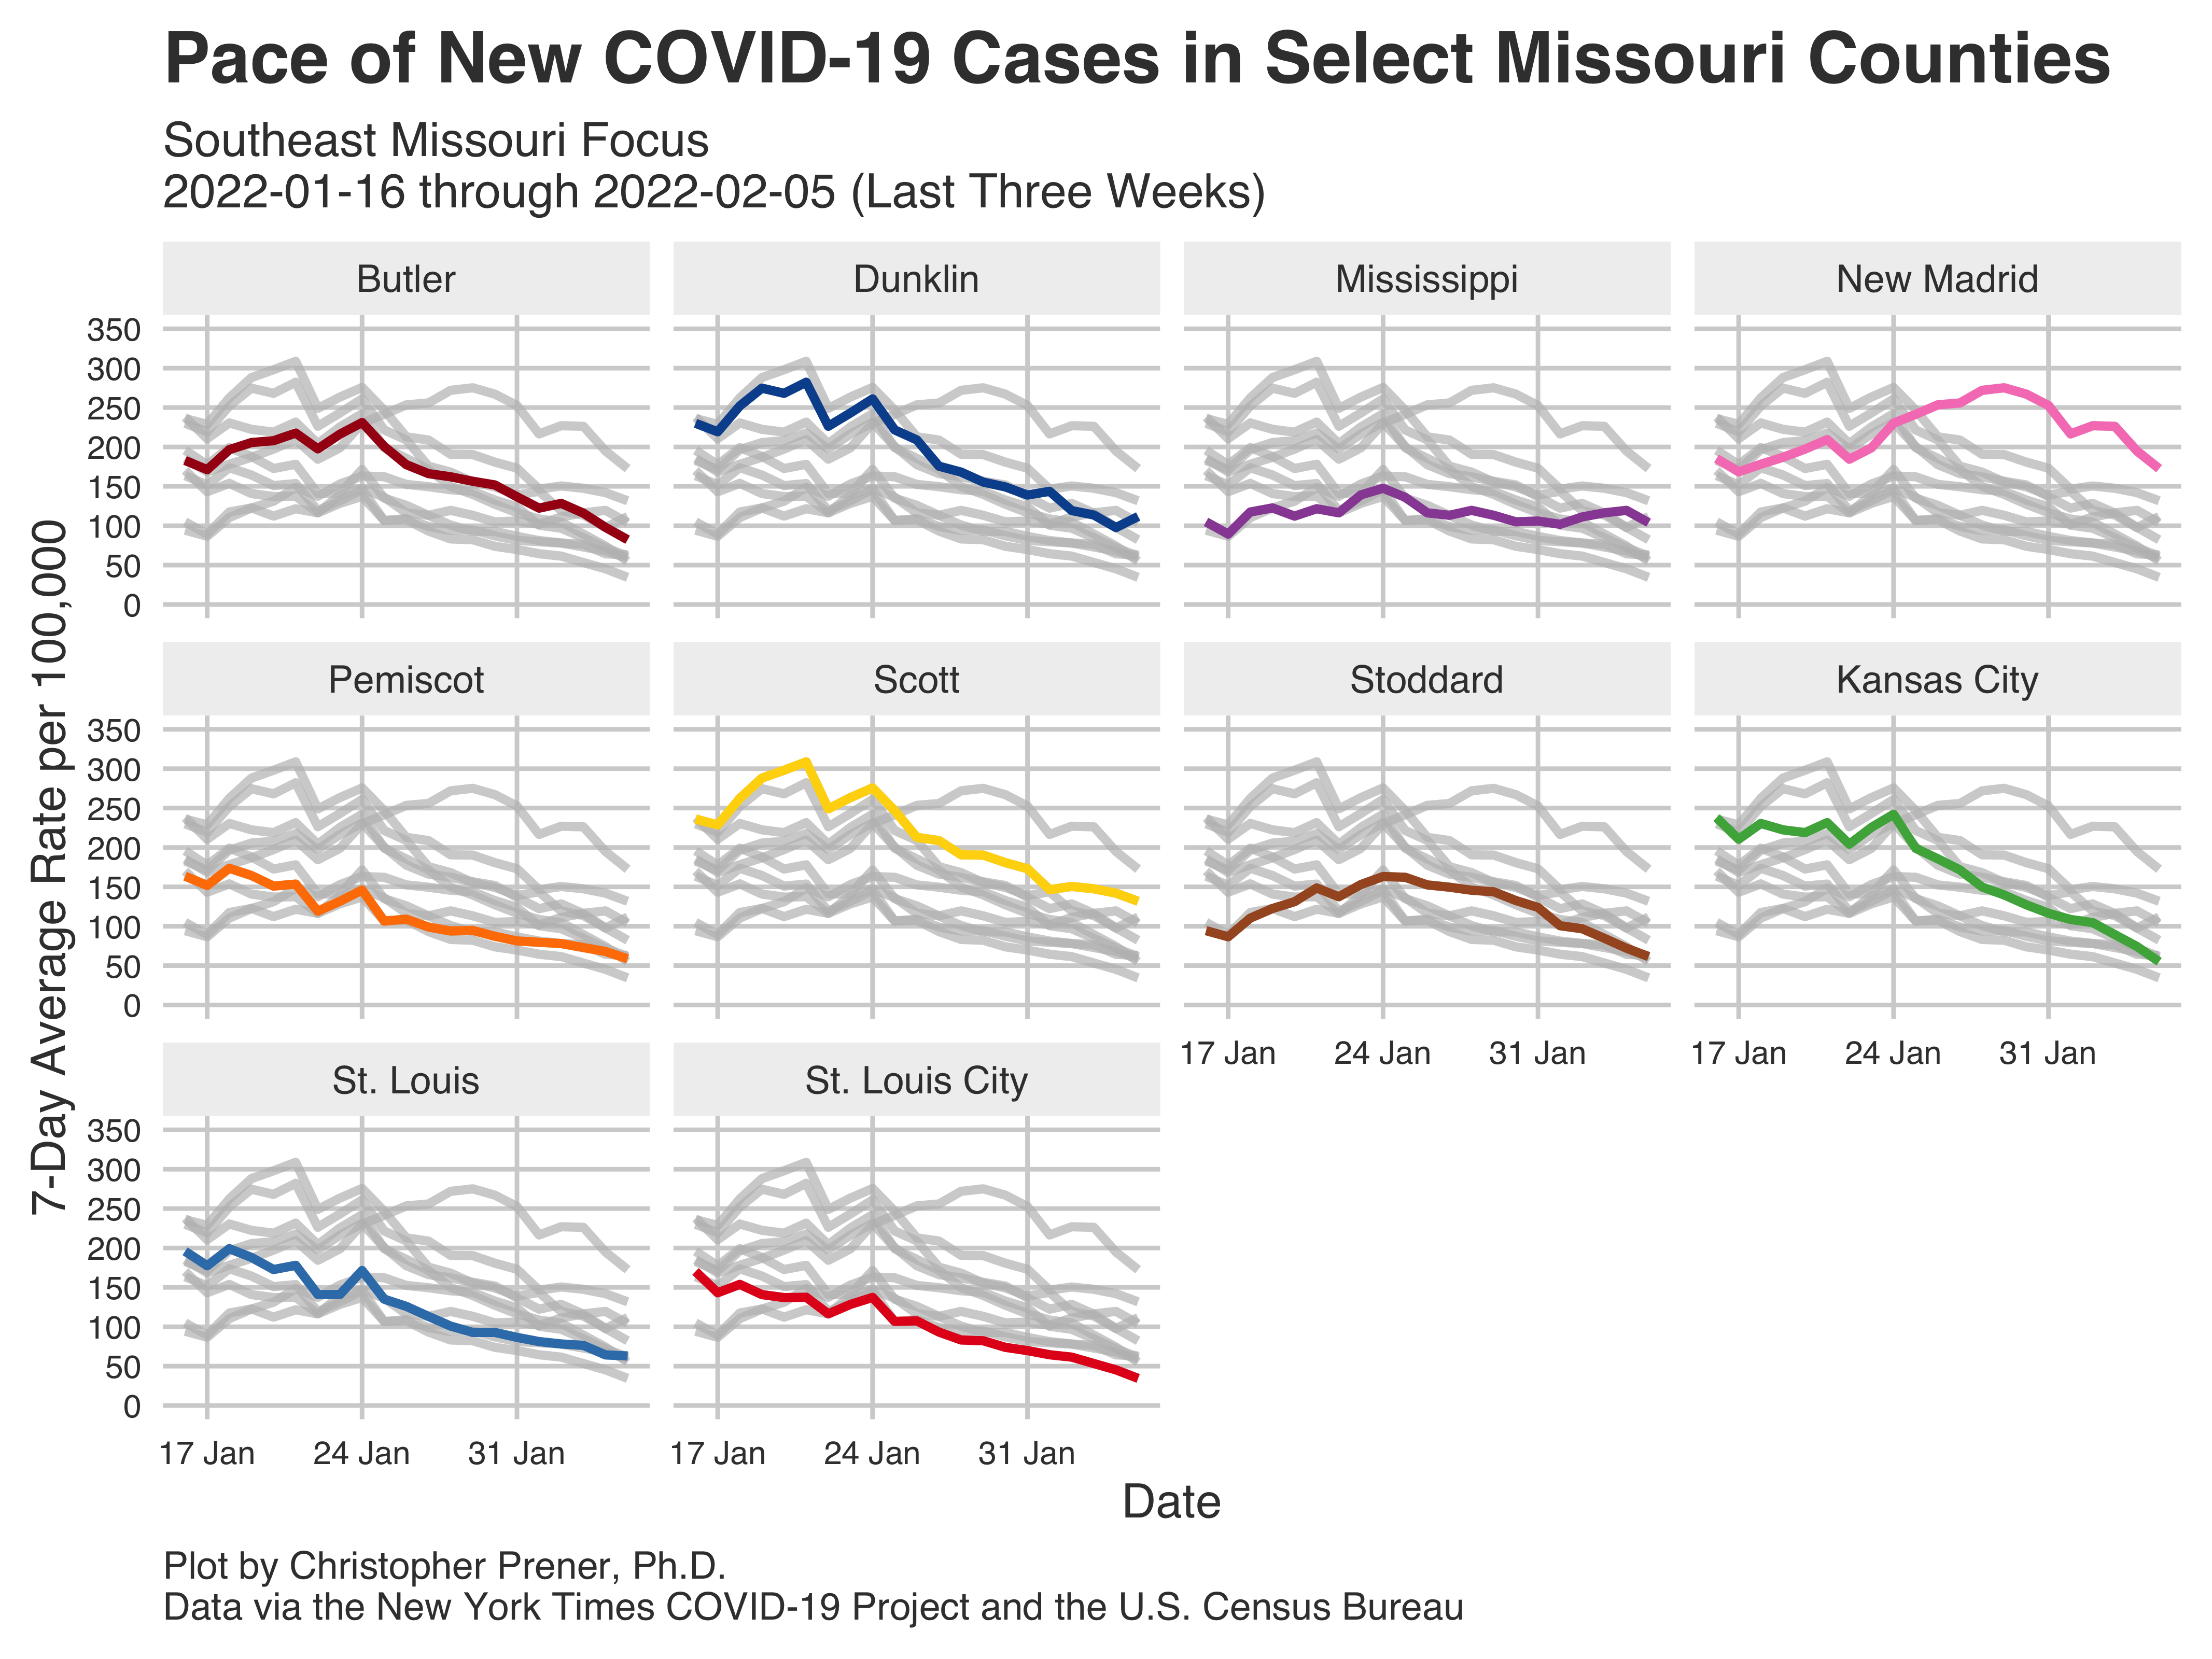 Pace of New COVID-19 Cases in Select Missouri Counties
Southeast Missouri Focus
2022-01-16 through 2022-02-05 (Last Three Weeks)
7-Day Average Rate per 100,000
Butler
Dunklin
Mississippi
New Madrid
350
300
250
200
150
100
50
0
Pemiscot
Scott
Stoddard
Kansas City
350
300
250
200
150
100
50
0
17 Jan 24 Jan 31 Jan
17 Jan 24 Jan 31 Jan
St. Louis
St. Louis City
350
300
250
200
150
100
50
0
17 Jan 24 Jan 31 Jan
17 Jan 24 Jan 31 Jan
Date
Plot by Christopher Prener, Ph.D.
Data via the New York Times COVID-19 Project and the U.S. Census Bureau